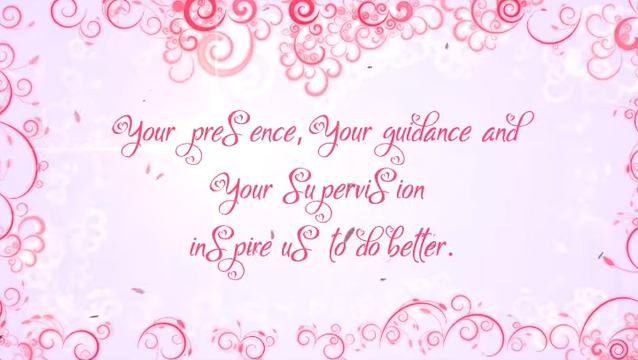 Your preSence, Your guidance and
Your SuperviSion
inSpire uS to do better.